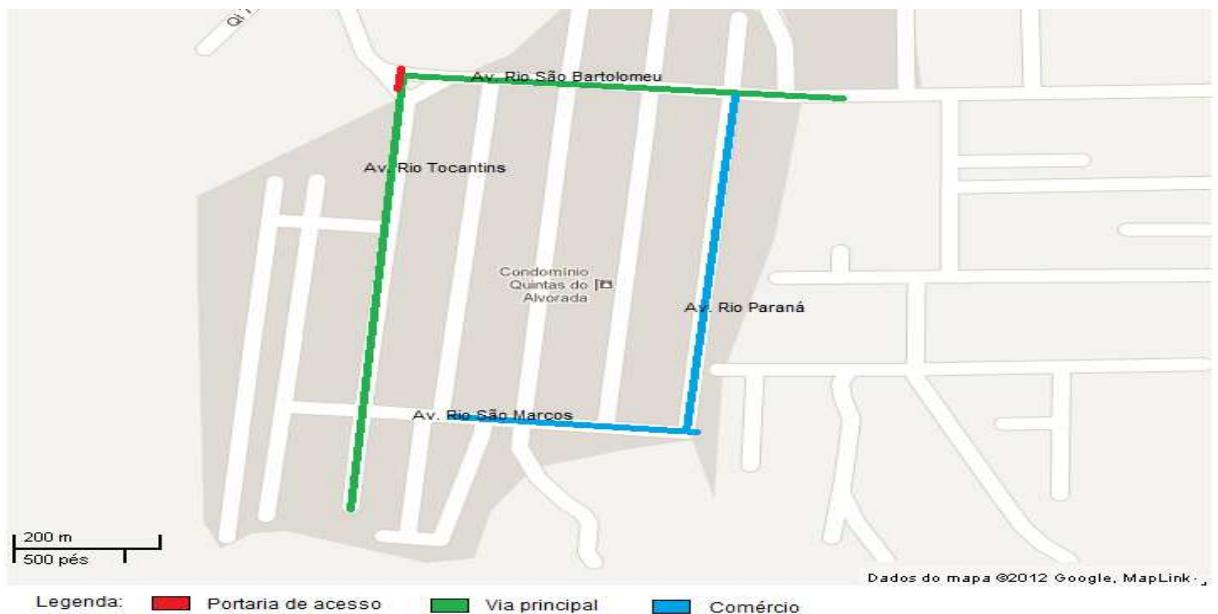 QI
Av. Rio São Bartolomeu
Av. Rio Tocantins
Condomínio
Quintas do
Alvorada
Av. Rio Paraná
Av. Rio São Marcos
200 m
500 pés
Dados do mapa ©2012 Google, MapLink
Legenda: Portaria de acesso Via principal Comércio